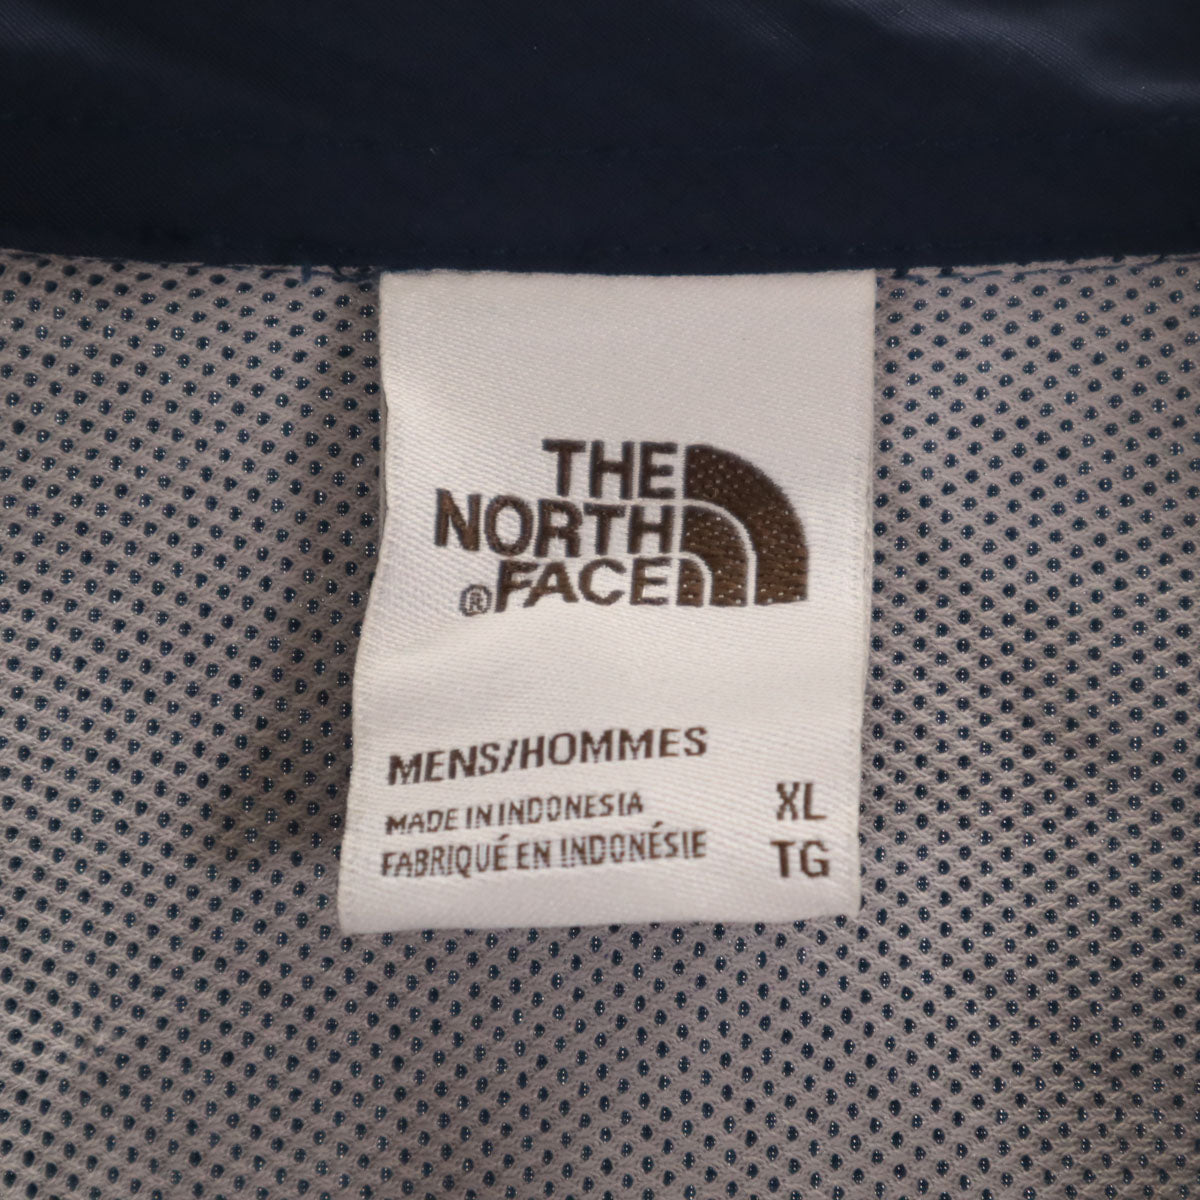 THE
NORTH
® FACE
MENS/HOMMES
MADE IN INDONESIA XL
FABRIQUÉ EN INDONÉSIE TG